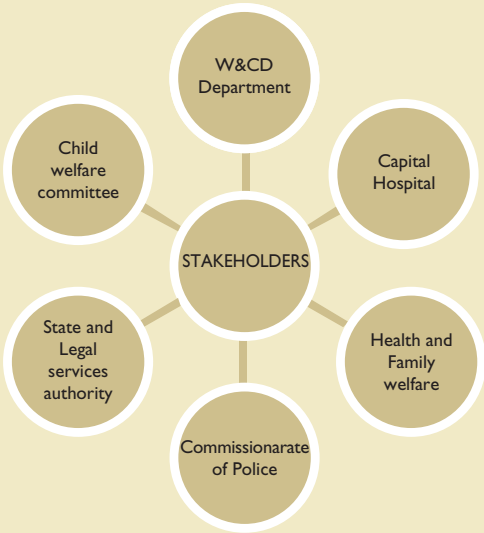 W&CD
Department
Child
welfare
committee
Capital
Hospital
STAKEHOLDERS
State and
Legal
services
authority
Health and
Family
welfare
Commissionarate
of Police